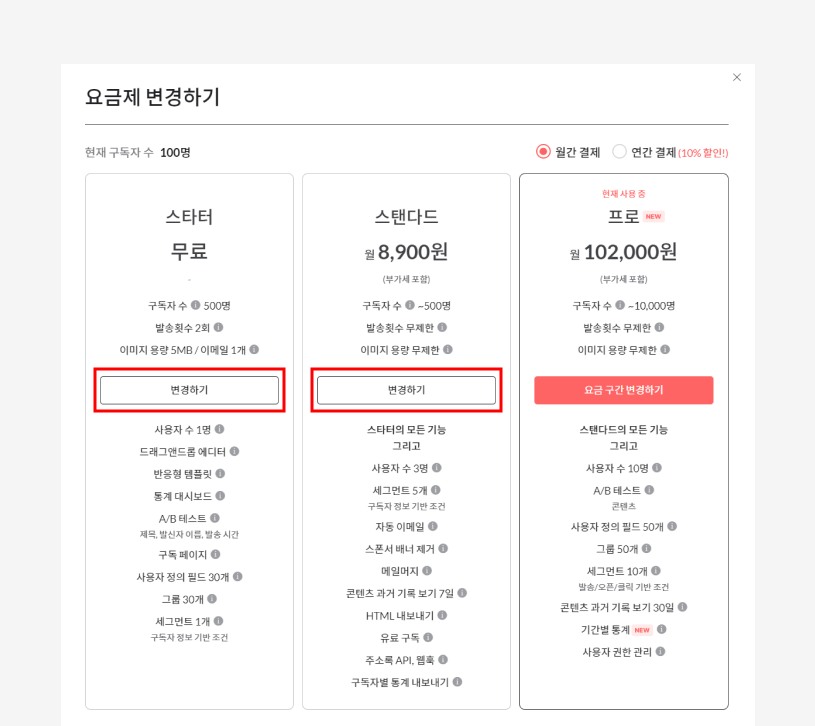 요금제 변경하기
현재 구독자 수 100명
월간 결제 연간 결제 (10% 할인!)
스타터
무료
-
구독자 수 500명
발송횟수 2회
이미지 용량 5MB / 이메일 1개
변경하기
사용자 수 1명
드래그앤드롭 에디터
반응형 템플릿
통계 대시보드
A/B 테스트
제목, 발신자 이름, 발송 시간
구독 페이지
사용자 정의 필드 30개
그룹 30개
세그먼트 1개
구독자 정보 기반 조건
스탠다드
월 8,900원
(부가세 포함)
구독자 수 ~500명
발송횟수 무제한
이미지 용량 무제한
변경하기
스타터의 모든 기능
그리고
사용자 수 3명
세그먼트 5개
구독자 정보 기반 조건
자동 이메일
스폰서 배너 제거
메일머지
콘텐츠 과거 기록 보기 7일
HTML 내보내기
유료 구독
주소록 API, 웹훅
구독자별 통계 내보내기
현재 사용 중
프로 NEW
월 102,000원
(부가세 포함)
구독자 수 ~10,000명
발송횟수 무제한
이미지 용량 무제한
요금 구간 변경하기
스탠다드의 모든 기능
그리고
사용자 수 10명
A/B 테스트
콘텐츠
사용자 정의 필드 50개
그룹 50개
세그먼트 10개
발송/오픈/클릭 기반 조건
콘텐츠 과거 기록 보기 30일
기간별 통계 NEW
사용자 권한 관리